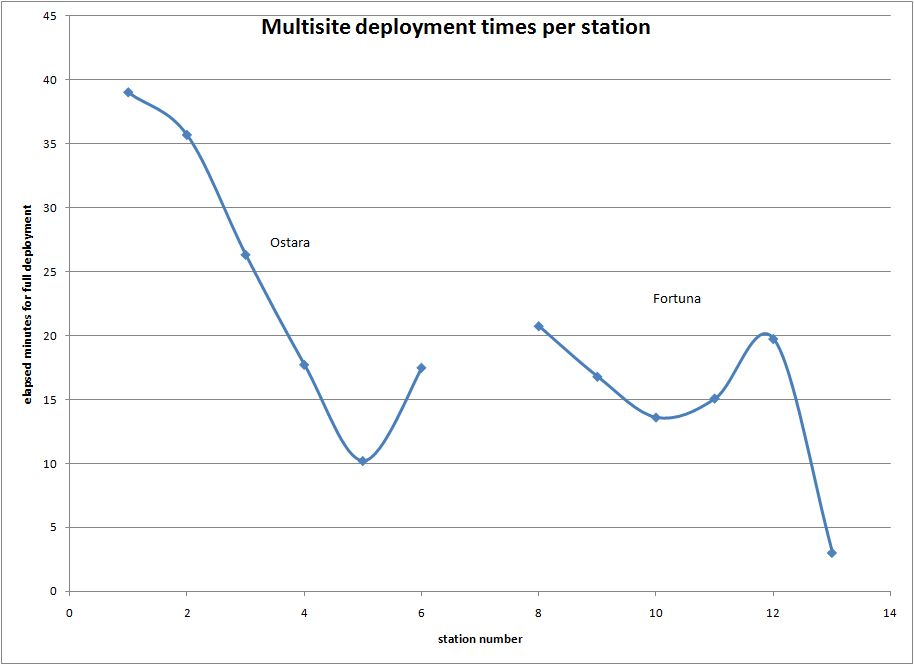 Multisite deployment times per station
45
40
35
30
25
20
15
10
5
0
elapsed minutes for full deployment
Ostara
Fortuna
0 2 4 6 8 10 12 14
station number